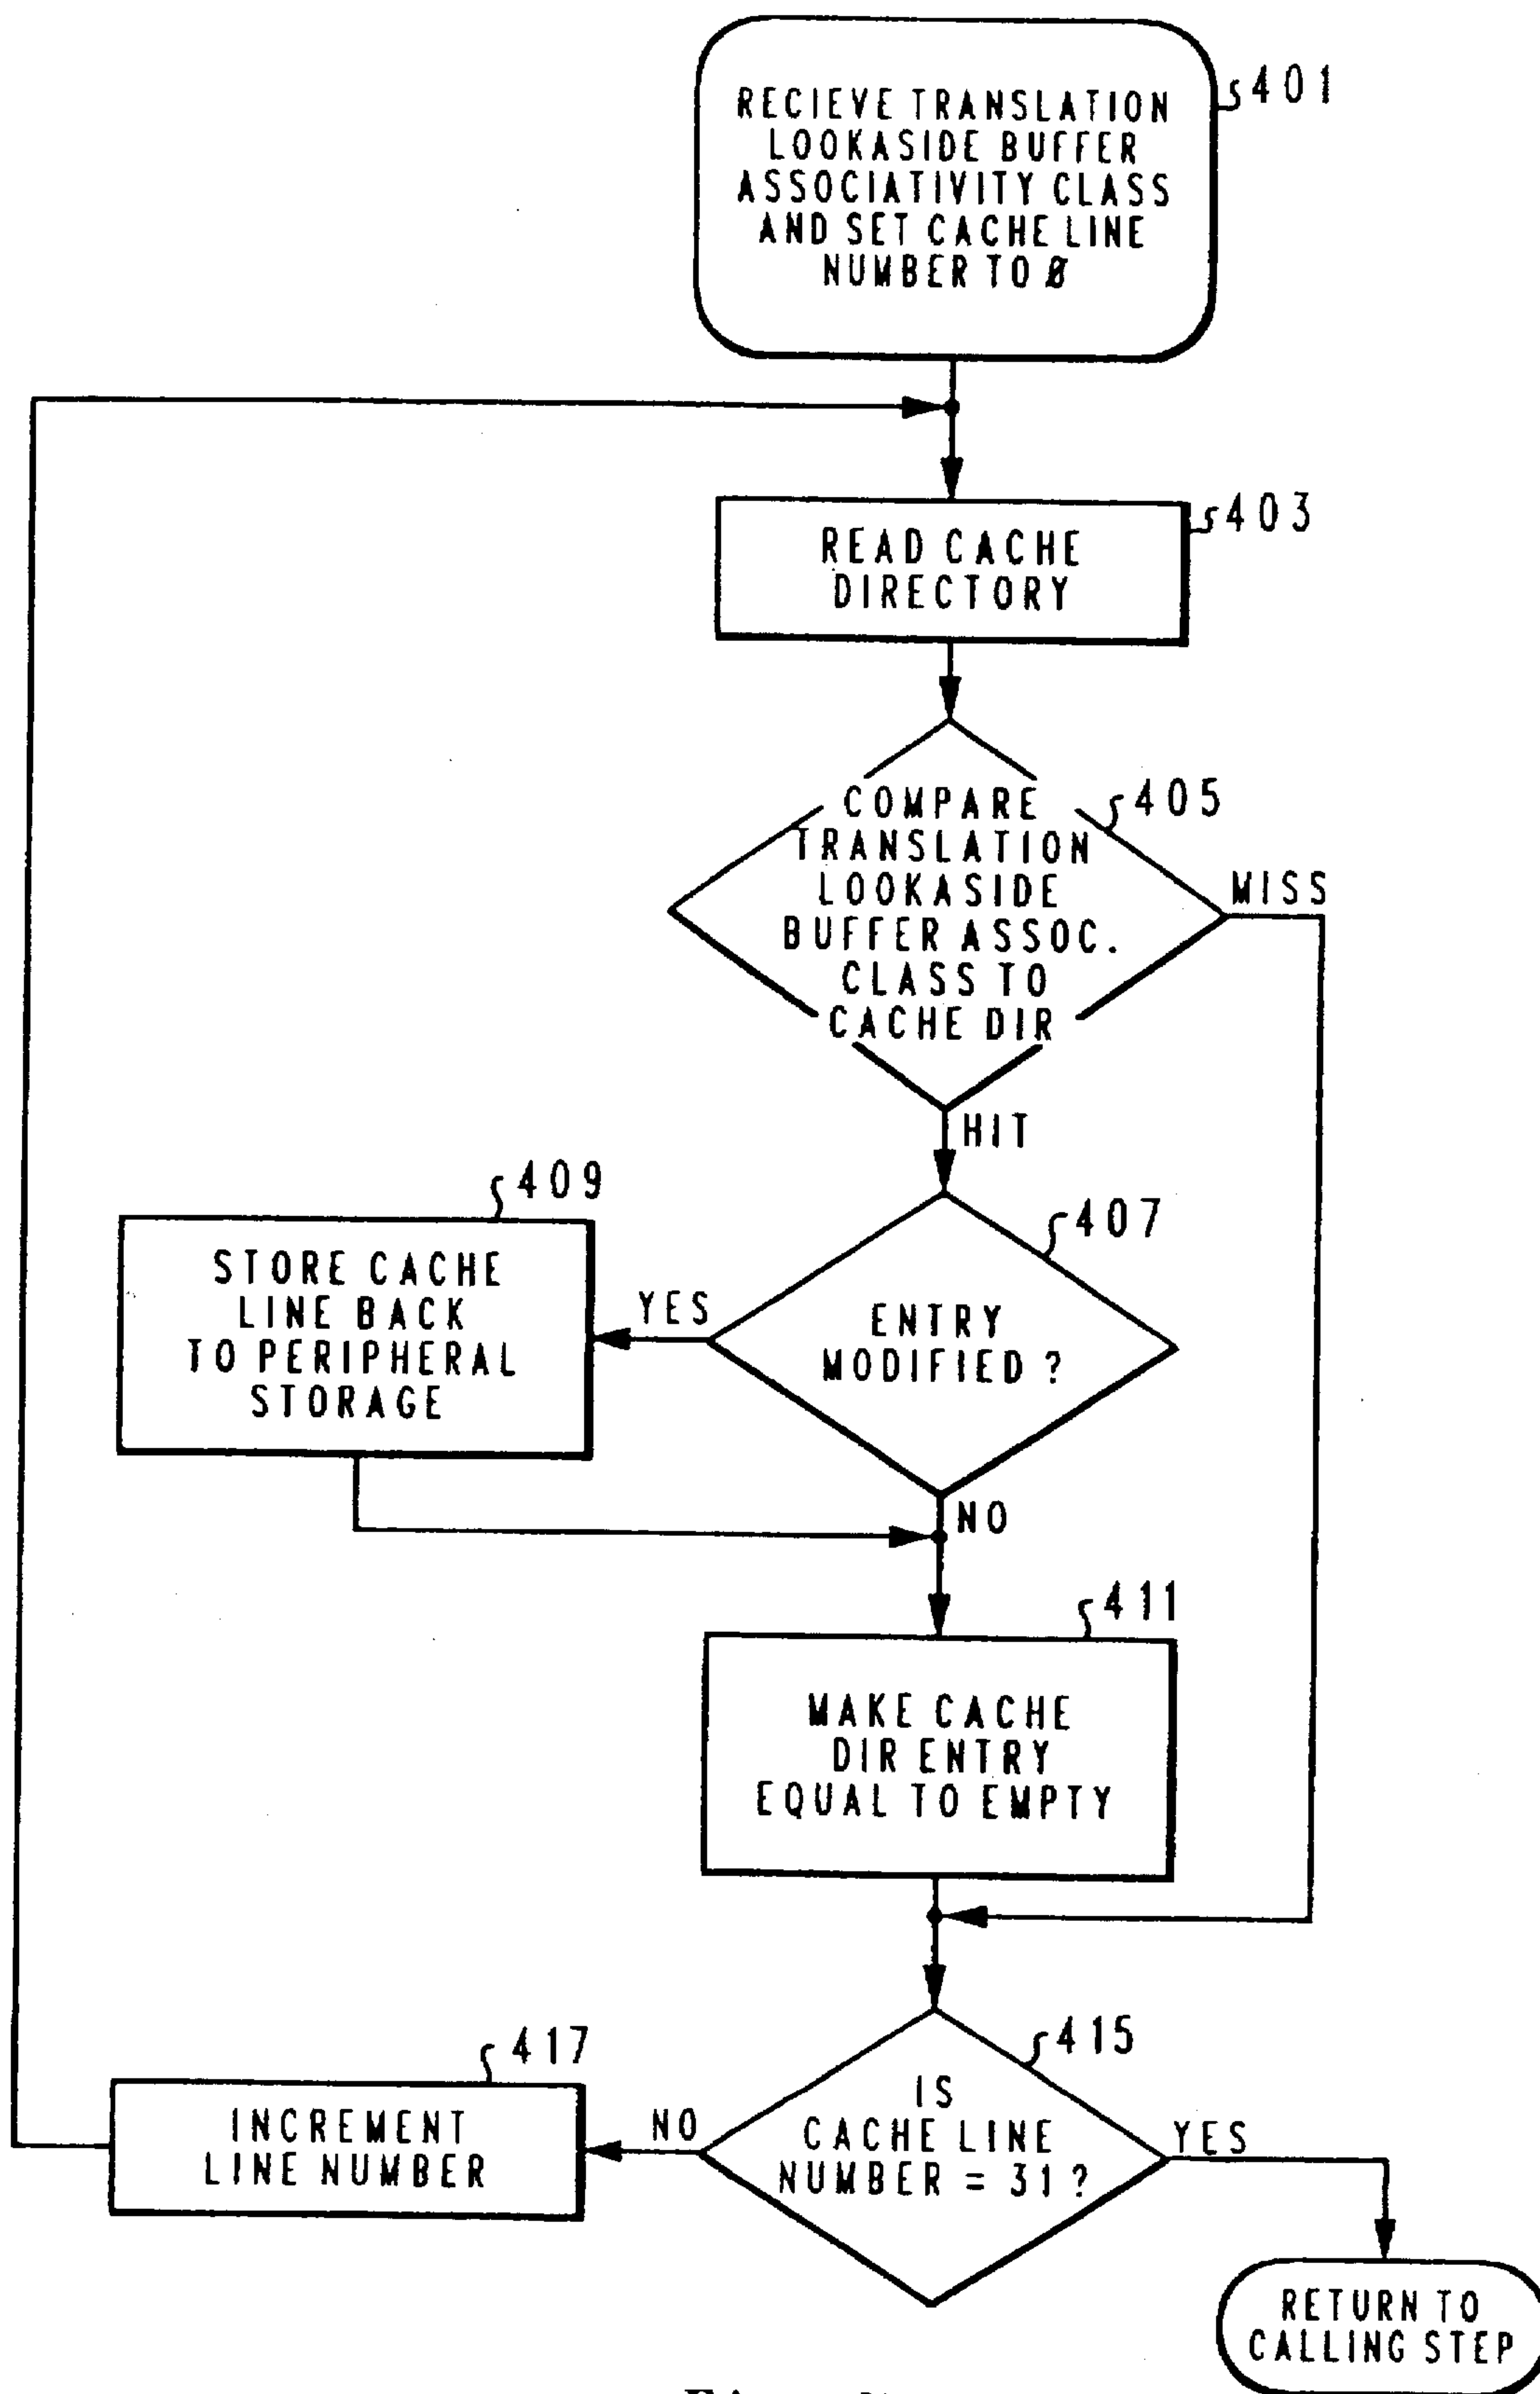 RECIEVE TRANSLATION
LOOKASIDE BUFFER
ASSOCIATIVITY CLASS
AND SET CACHE LINE
NUMBER TO 0
401
READ CACHE
DIRECTORY
403
COMPARE
TRANSLATION
LOOKASIDE
BUFFER ASSOC.
CLASS TO
CACHE DIR
405
MISS
HIT
409
STORE CACHE
LINE BACK
TO PERIPHERAL
STORAGE
YES
407
ENTRY
MODIFIED ?
NO
411
MAKE CACHE
DIR ENTRY
EQUAL TO EMPTY
417
INCREMENT
LINE NUMBER
NO
415
IS
CACHE LINE
NUMBER = 31 ?
YES
RETURN TO
CALLING STEP